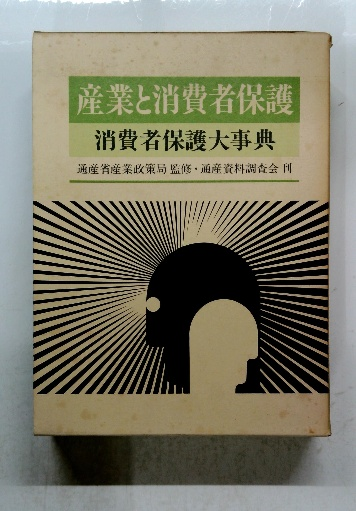 産業と消費者保護
消費者保護大事典
通産省産業政策局 監修・通産資料調査会 刊